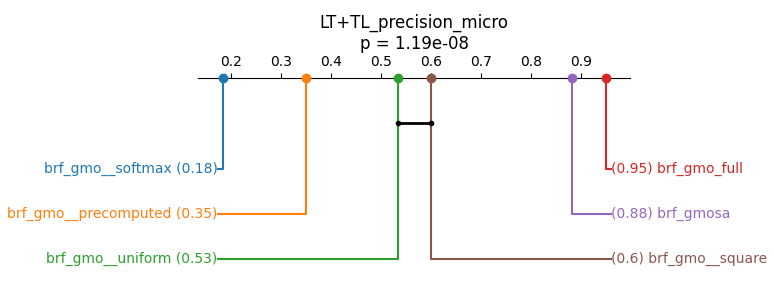 LT+TL_precision_micro
p = 1.19e-08
0.2 0.3 0.4 0.5 0.6 0.7 0.8 0.9
brf_gmo__softmax (0.18)
(0.95) brf_gmo_full
brf_gmo__precomputed (0.35)
(0.88) brf_gmosa
brf_gmo__uniform (0.53)
(0.6) brf_gmo__square